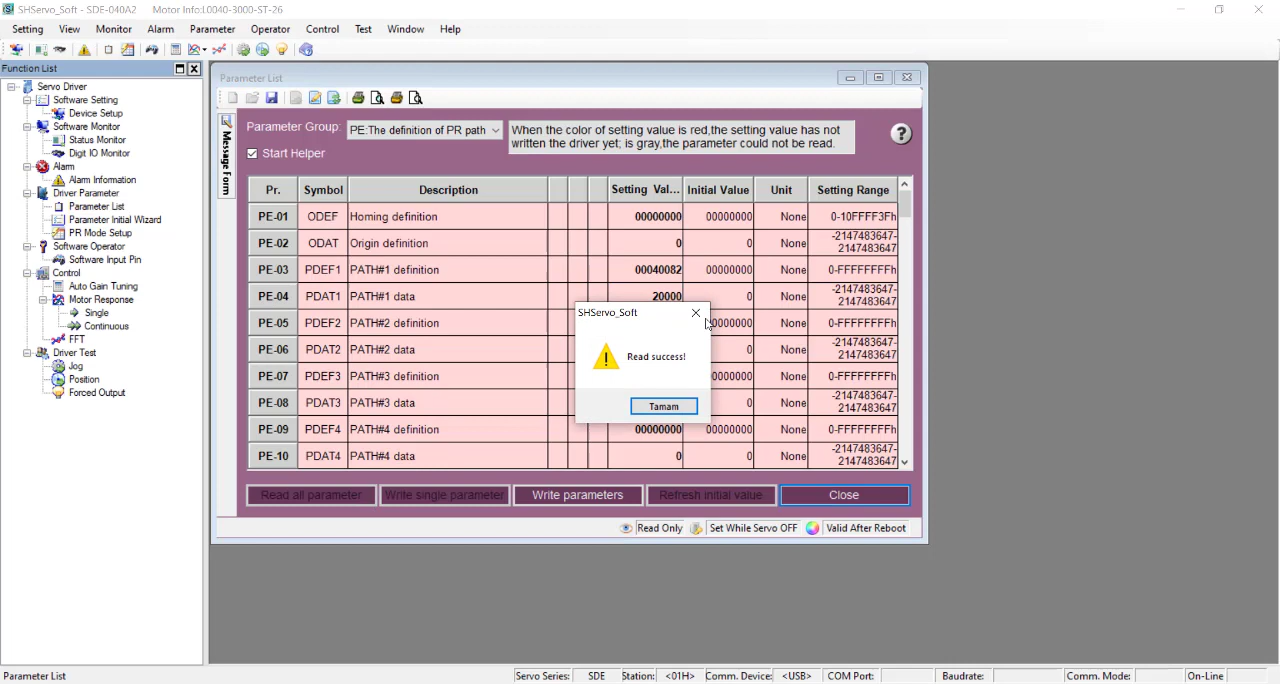 SHServo_Soft - SDE-040A2 Motor Info:L0040-3000-ST-26
Setting View Monitor Alarm Parameter Operator Control Test Window Help
Function List
Servo Driver
Software Setting
Device Setup
Software Monitor
Status Monitor
Digit IO Monitor
Alarm
Alarm Information
Driver Parameter
Parameter List
Parameter Initial Wizard
PR Mode Setup
Software Operator
Software Input Pin
Control
Auto Gain Tuning
Motor Response
Single
Continuous
FFT
Driver Test
Jog
Position
Forced Output
Parameter List
Message Form
Parameter Group: PE:The definition of PR path
When the color of setting value is red,the setting value has not
written the driver yet; is gray,the parameter could not be read.
?
Start Helper
Pr. Symbol Description Setting Val... Initial Value Unit Setting Range
PE-01 ODEF Homing definition 00000000 00000000 None 0-10FFFF3Fh
PE-02 ODAT Origin definition 0 0 None -2147483647-
2147483647
PE-03 PDEF1 PATH#1 definition 00040082 00000000 None 0-FFFFFFFFh
PE-04 PDAT1 PATH#1 data 20000 0 None -2147483647-
2147483647
PE-05 PDEF2 PATH#2 definition 0000000 None 0-FFFFFFFFh
PE-06 PDAT2 PATH#2 data 0 None -2147483647-
2147483647
PE-07 PDEF3 PATH#3 definition 0000000 None 0-FFFFFFFFh
PE-08 PDAT3 PATH#3 data 0 None -2147483647-
2147483647
PE-09 PDEF4 PATH#4 definition 00000000 00000000 None 0-FFFFFFFFh
PE-10 PDAT4 PATH#4 data 0 0 None -2147483647-
2147483647
SHServo_Soft
Read success!
Tamam
Read all parameter Write single parameter Write parameters Refresh initial value Close
Read Only Set While Servo OFF Valid After Reboot
Parameter List Servo Series: SDE Station: <01H> Comm. Device: <USB> COM Port: Baudrate: Comm. Mode: On-Line